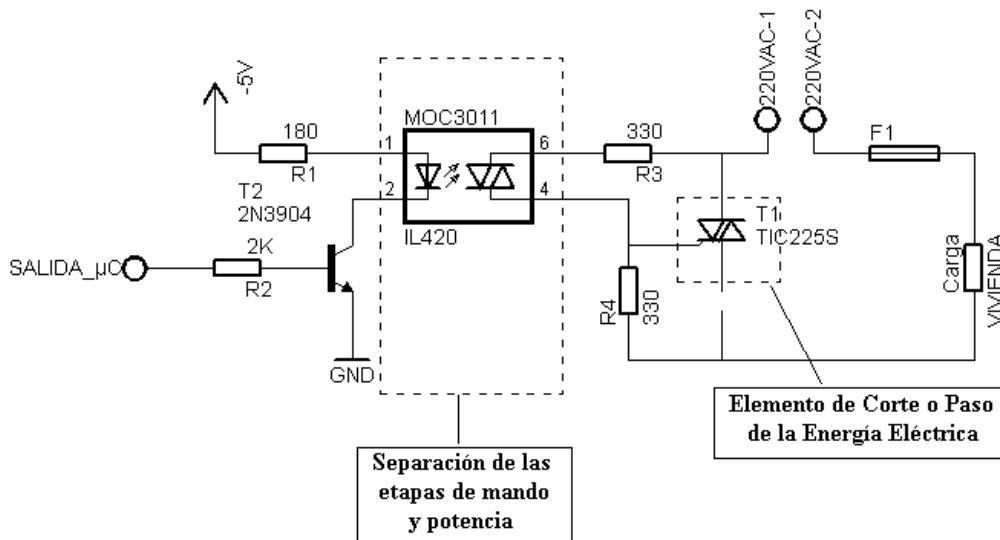 -5V
220VAC-1
220VAC-2
MOC3011
180
1
6
330
F1
R1
R3
T2
2N3904
2
4
IL420
T1
TIC225S
SALIDA_µC
2K
R2
R4
330
Carga
VIVIENDA
GND
Elemento de Corte o Paso
de la Energía Eléctrica
Separación de las
etapas de mando
y potencia